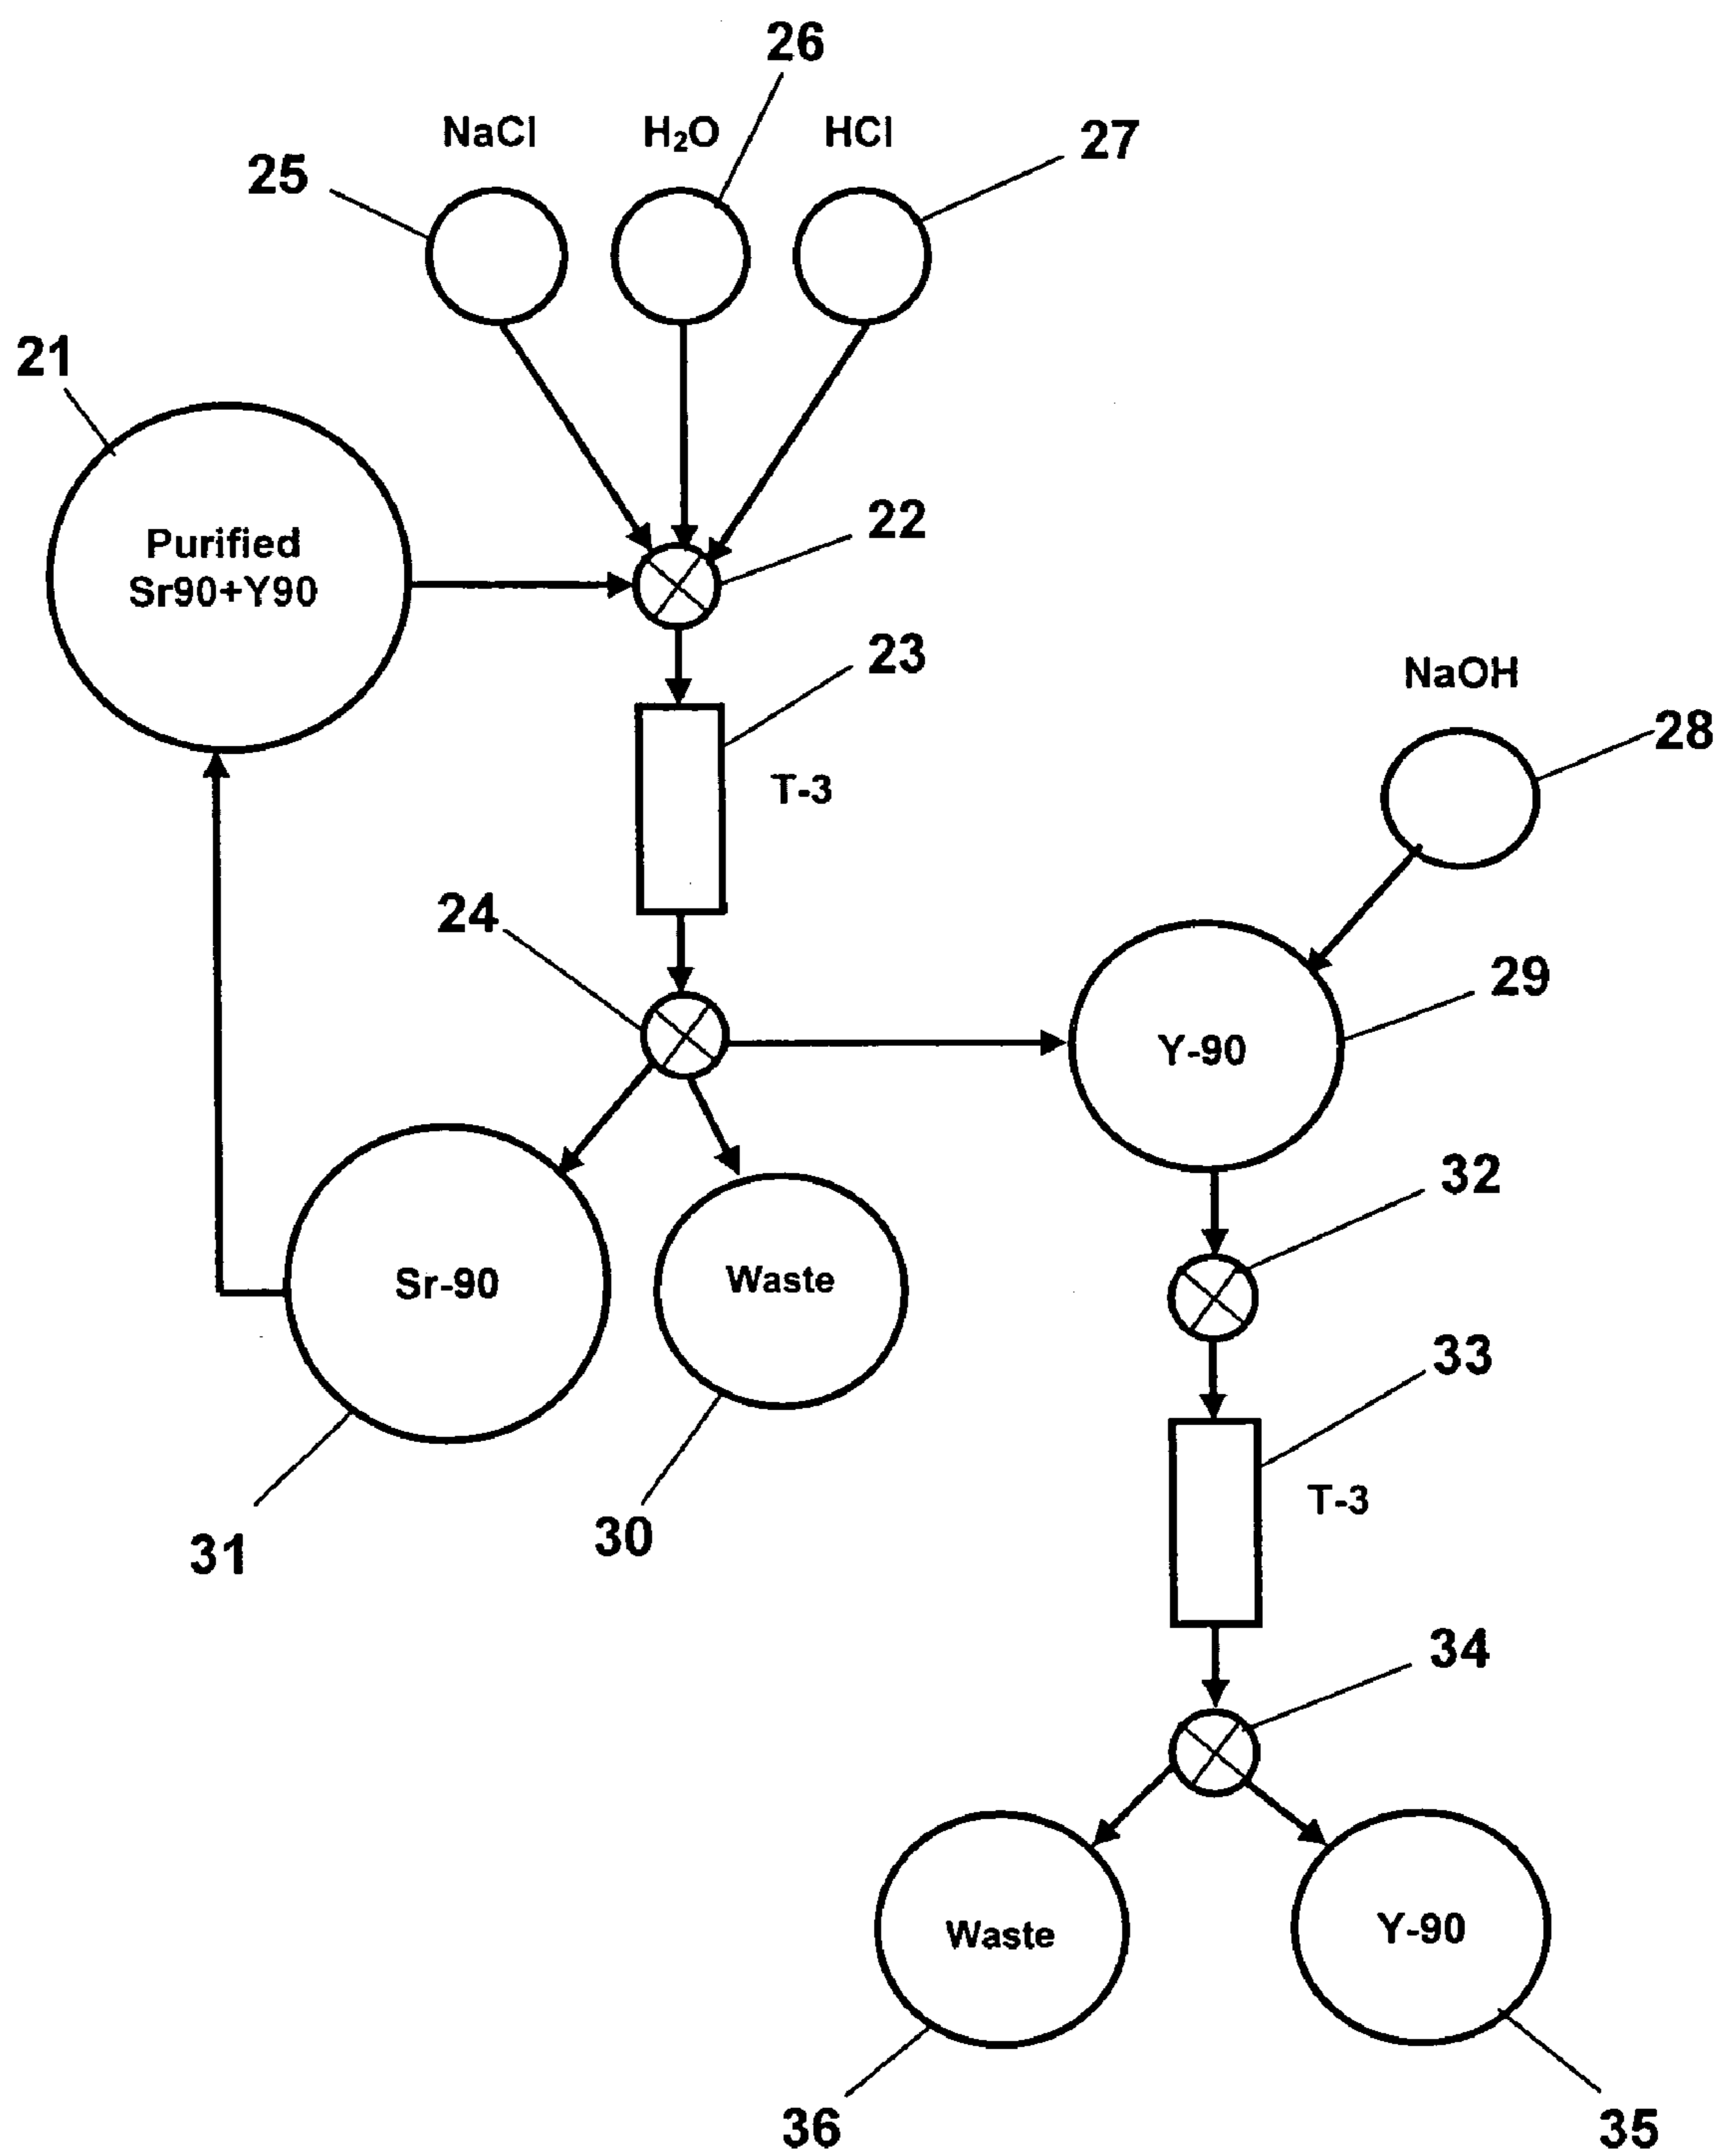 26
NaCl
H₂O
HCl
27
25
21
22
Purified
Sr90+Y90
23
NaOH
28
T-3
24
29
Y-90
32
Sr-90
Waste
33
T-3
31
30
34
Waste
Y-90
36
35